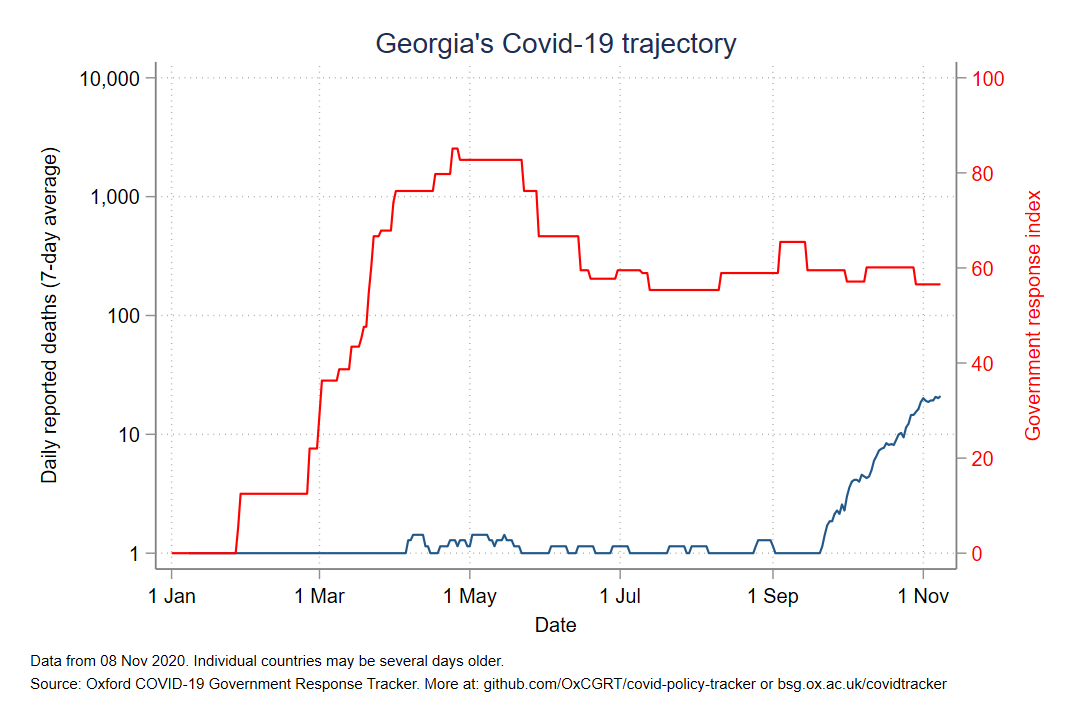 Georgia's Covid-19 trajectory
10,000
1,000
100
10
1
Daily reported deaths (7-day average)
100
80
60
40
20
0
Government response index
1 Jan
1 Mar
1 May
1 Jul
1 Sep
1 Nov
Date
Data from 08 Nov 2020. Individual countries may be several days older.
Source: Oxford COVID-19 Government Response Tracker. More at: github.com/OxCGRT/covid-policy-tracker or bsg.ox.ac.uk/covidtracker